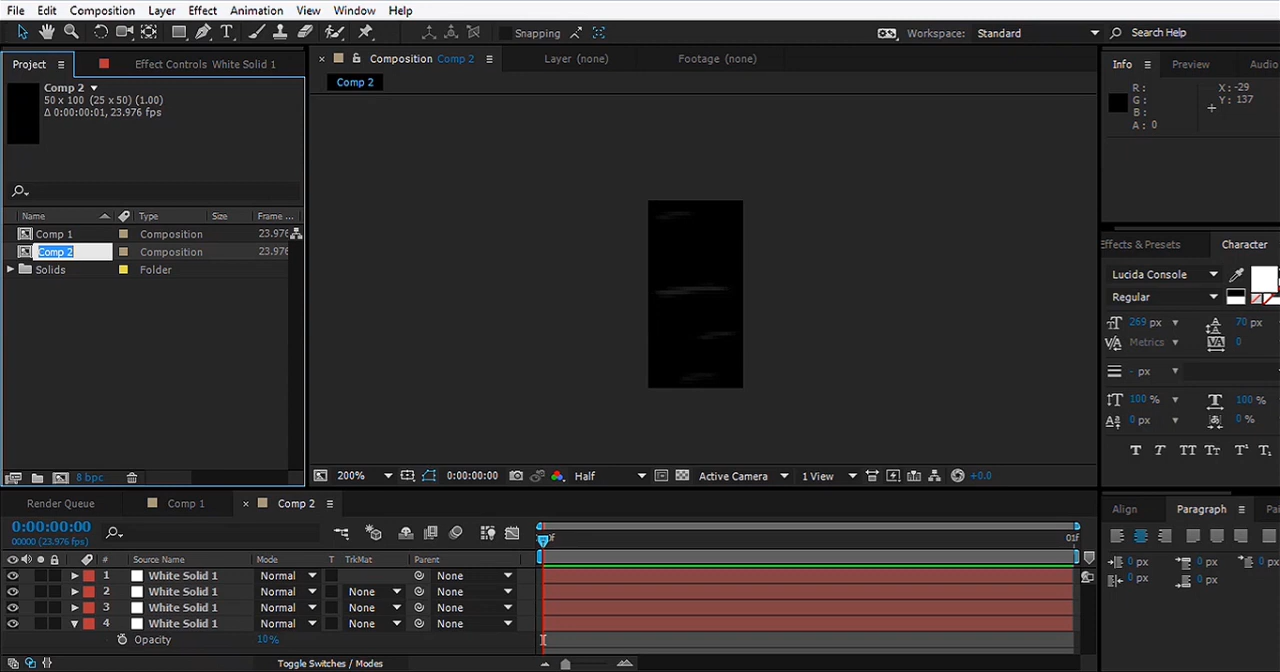 File Edit Composition Layer Effect Animation View Window Help
Snapping Workspace: Standard Search Help
Project Effect Controls White Solid 1 Composition Comp 2 Layer (none) Footage (none) Info Preview Audio
Comp 2
50 x 100 (25 x 50) (1.00)
Δ 0:00:00:01, 23.976 fps
Comp 2
R: X: -29
G: Y: 137
B:
A: 0
Name Type Size Frame ...
Comp 1 Composition 23.976
Comp 2 Composition 23.976
Solids Folder
Effects & Presets Character
Lucida Console
Regular
269 px 70 px
Metrics 0
- px
100 % 100 %
0 px 0 %
T T TT Tт T¹ T₁
8 bpc 200% 0:00:00:00 Half Active Camera 1 View +0.0
Render Queue Comp 1 × Comp 2
0:00:00:00
00000 (23.976 fps)
01f
# Source Name Mode T TrkMat Parent
1 White Solid 1 Normal None
2 White Solid 1 Normal None None
3 White Solid 1 Normal None None
4 White Solid 1 Normal None None
Opacity 10%
Toggle Switches / Modes
Align Paragraph
0 px 0 px 0 px
0 px 0 px